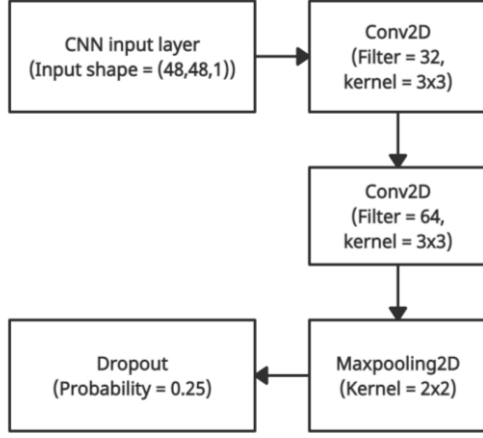 CNN input layer
(Input shape = (48,48,1))
Conv2D
(Filter = 32,
kernel = 3x3)
Conv2D
(Filter = 64,
kernel = 3x3)
Maxpooling2D
(Kernel = 2x2)
Dropout
(Probability = 0.25)